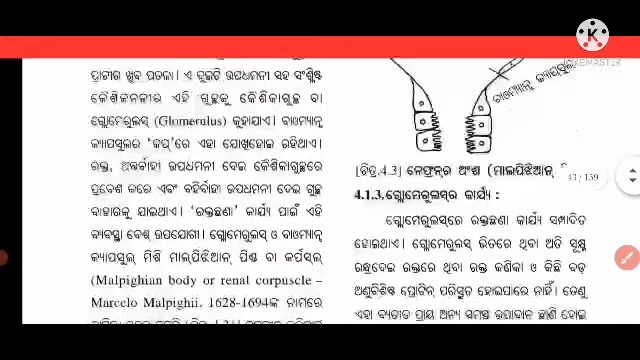 ପ୍ରାଚୀର ଖୁବ ପତଳା। ଏ ଦୁଇଟି ଉପଧମନୀ ସହ ସଂଶ୍ଳିଷ୍ଟ
କୈଶିକନଳୀର ଏହି ଗୁଚ୍ଛକୁ କୈଶିକାଗୁଚ୍ଛ ବା
ଗ୍ଲୋମେରୁଲସ୍ (Glomerulus) କୁହାଯାଏ। ବାଓମ୍ୟାନ୍ସ
କ୍ୟାପସୁଲର 'କପ୍'ରେ ଏହା ଯୋଖିହୋଇ ରହିଥାଏ।
ରକ୍ତ, ଅନ୍ତର୍ବାହୀ ଉପଧମନୀ ଦେଇ କୈଶିକାଗୁଚ୍ଛରେ
ପ୍ରବେଶ କରେ ଏବଂ ବହିର୍ବାହୀ ଉପଧମନୀ ଦେଇ ଗୁଚ୍ଛ
ବାହାରକୁ ଯାଇଥାଏ। 'ରକ୍ତଛଣା' କାର୍ଯ୍ୟ ପାଇଁ ଏହି
ବ୍ୟବସ୍ଥା ବେଶ୍ ଉପଯୋଗୀ। ଗ୍ଲୋମେରୁଲସ୍ ଓ ବାଓମ୍ୟାନ୍ସ
କ୍ୟାପସୁଲ୍ ମିଶି ମାଲପିଝିଆନ୍ ପିଣ୍ଡ ବା କର୍ପସଲ୍
(Malpighian body or renal corpuscle –
Marcelo Malpighii. 1628-1694ଙ୍କ ନାମରେ
ବାଓମ୍ୟାନ୍ସ କ୍ୟାପସୁଲ
[ଚିତ୍ର.4.3] ନେଫ୍ରନ୍‌ର ଅଂଶ (ମାଲପିଝିଆନ୍
4.1.3.ଗ୍ଲୋମେରୁଲସ୍‌ର କାର୍ଯ୍ୟ :
ଗ୍ଲୋମେରୁଲସ୍‌ରେ ରକ୍ତଛଣା କାର୍ଯ୍ୟ ସମ୍ପାଦିତ
ହୋଇଥାଏ। ଗ୍ଲୋମେରୁଲସ୍ ଭିତରେ ଥିବା ଅତି ସୂକ୍ଷ୍ମ
ରନ୍ଧ୍ରଦେଇ ରକ୍ତରେ ଥିବା ରକ୍ତ କଣିକା ଓ କିଛି ବଡ଼
ଅଣୁବିଶିଷ୍ଟ ପ୍ରୋଟିନ୍ ପରିସ୍ରୁତ ହୋଇପାରେ ନାହିଁ। ତେଣୁ
ଏହା ବ୍ୟତୀତ ପ୍ରାୟ ଅନ୍ୟ ସମସ୍ତ ଉପାଦାନ ଛାଣି ହୋଇ
43 / 159
KINEMASTER